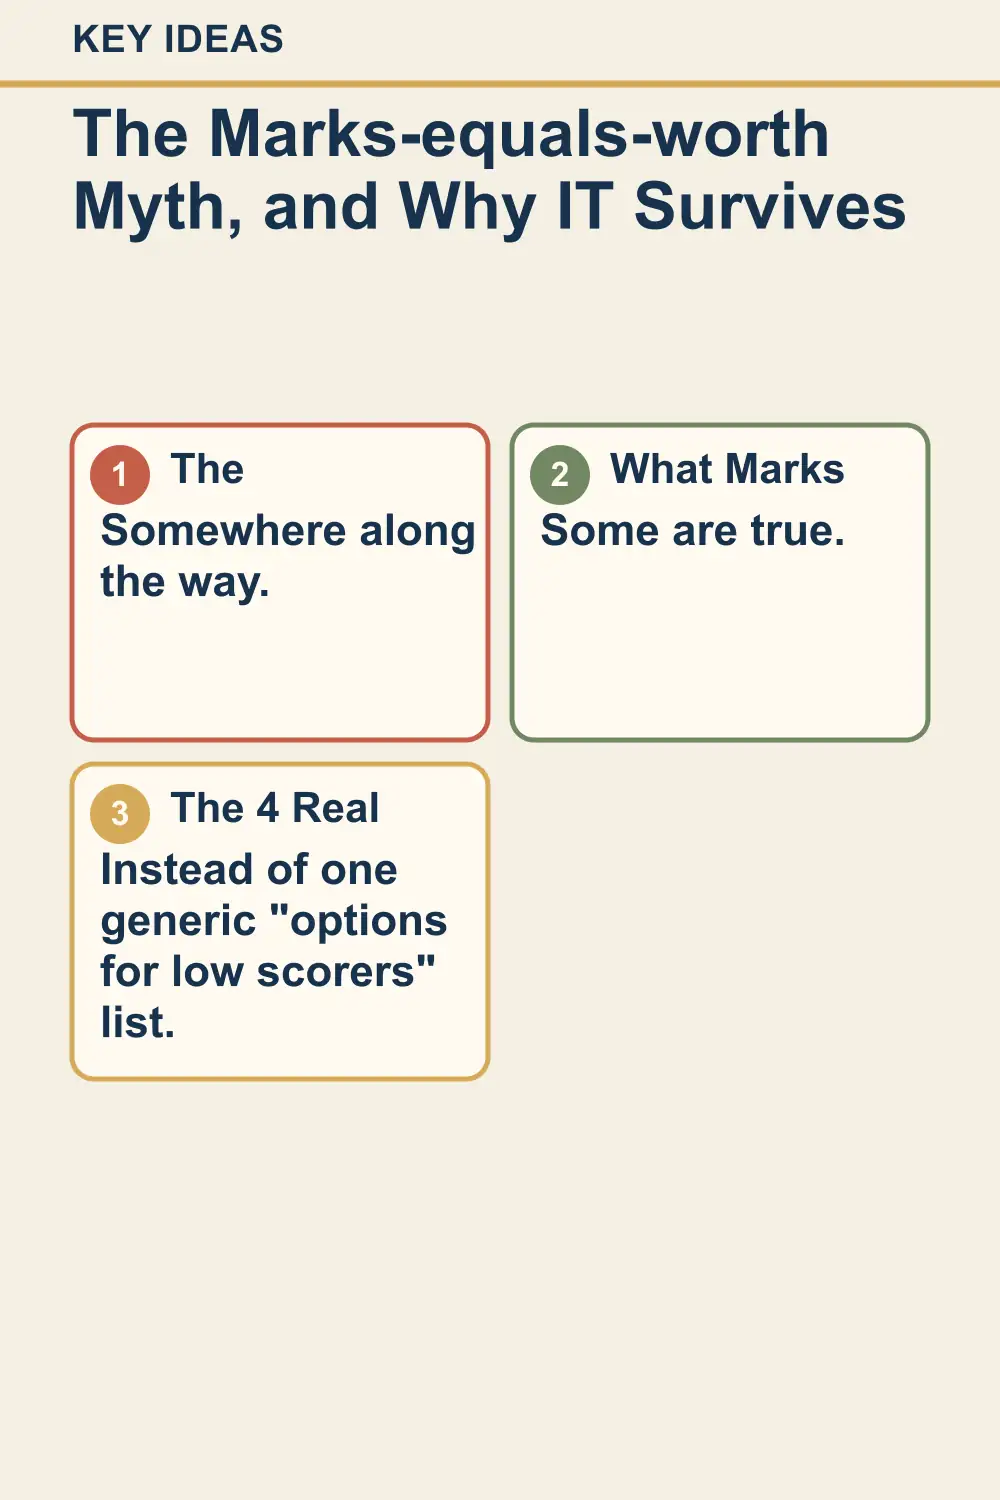 KEY IDEAS
The Marks-equals-worth
Myth, and Why IT Survives
1 The
Somewhere along
the way.
2 What Marks
Some are true.
3 The 4 Real
Instead of one
generic "options
for low scorers"
list.